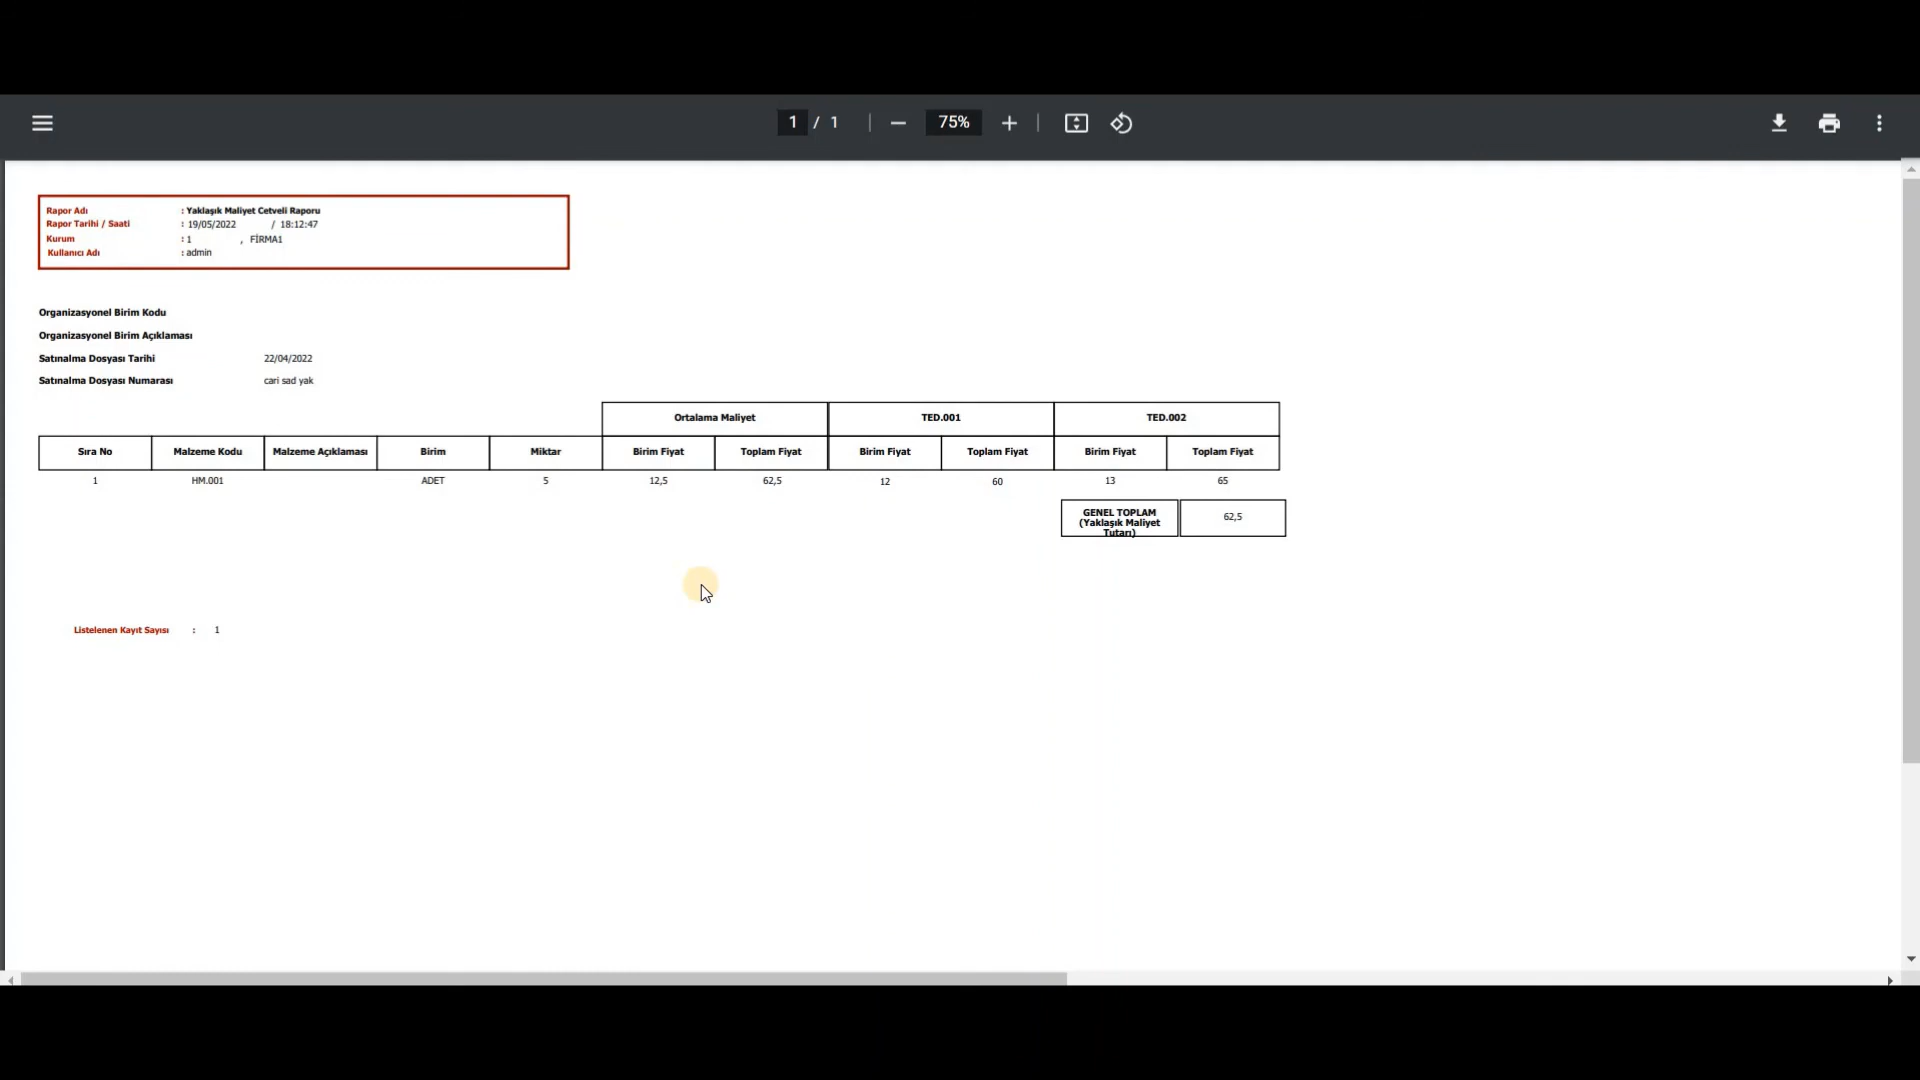 1 / 1 75%
Rapor Adı : Yaklaşık Maliyet Cetveli Raporu
Rapor Tarihi / Saati : 19/05/2022 / 18:12:47
Kurum : 1 , FİRMA1
Kullanıcı Adı : admin
Organizasyonel Birim Kodu
Organizasyonel Birim Açıklaması
Satınalma Dosyası Tarihi 22/04/2022
Satınalma Dosyası Numarası cari sad yak
Ortalama Maliyet TED.001 TED.002
Sıra No Malzeme Kodu Malzeme Açıklaması Birim Miktar Birim Fiyat Toplam Fiyat Birim Fiyat Toplam Fiyat Birim Fiyat Toplam Fiyat
1 HM.001 ADET 5 12,5 62,5 12 60 13 65
GENEL TOPLAM
(Yaklaşık Maliyet 62,5
Tutarı)
Listelenen Kayıt Sayısı : 1